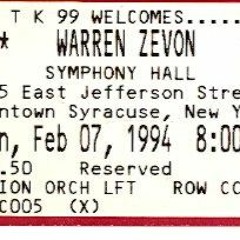 T K 99 WELCOMES....
* WARREN ZEVON
SYMPHONY HALL
5 East Jefferson Stre
ntown Syracuse, New Y
n, Feb 07, 1994 8:00
.50 Reserved
ION ORCH LFT ROW CC
C005 (X)